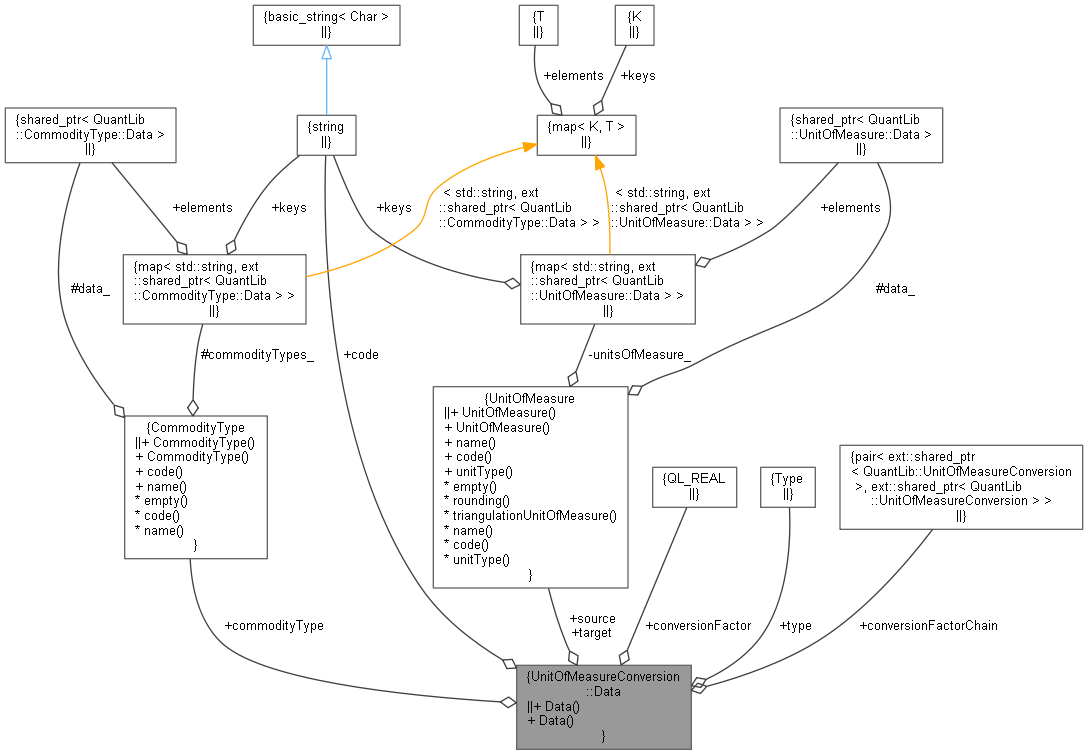 {basic_string< Char >
||}
{T
||}
{K
||}
+elements
+keys
{shared_ptr< QuantLib
::CommodityType::Data >
||}
{string
||}
{map< K, T >
||}
{shared_ptr< QuantLib
::UnitOfMeasure::Data >
||}
+elements
+keys
+keys
< std::string, ext
::shared_ptr< QuantLib
::CommodityType::Data > >
< std::string, ext
::shared_ptr< QuantLib
::UnitOfMeasure::Data > >
+elements
#data_
{map< std::string, ext
::shared_ptr< QuantLib
::CommodityType::Data > >
||}
{map< std::string, ext
::shared_ptr< QuantLib
::UnitOfMeasure::Data > >
||}
#data_
#commodityTypes_
+code
-unitsOfMeasure_
{CommodityType
||+ CommodityType()
+ CommodityType()
+ code()
+ name()
* empty()
* code()
* name()
}
{UnitOfMeasure
||+ UnitOfMeasure()
+ UnitOfMeasure()
+ name()
+ code()
+ unitType()
* empty()
* rounding()
* triangulationUnitOfMeasure()
* name()
* code()
* unitType()
}
{QL_REAL
||}
{Type
||}
{pair< ext::shared_ptr
< QuantLib::UnitOfMeasureConversion
>, ext::shared_ptr< QuantLib
::UnitOfMeasureConversion > >
||}
+commodityType
+source
+target
+conversionFactor
+type
+conversionFactorChain
{UnitOfMeasureConversion
::Data
||+ Data()
+ Data()
}